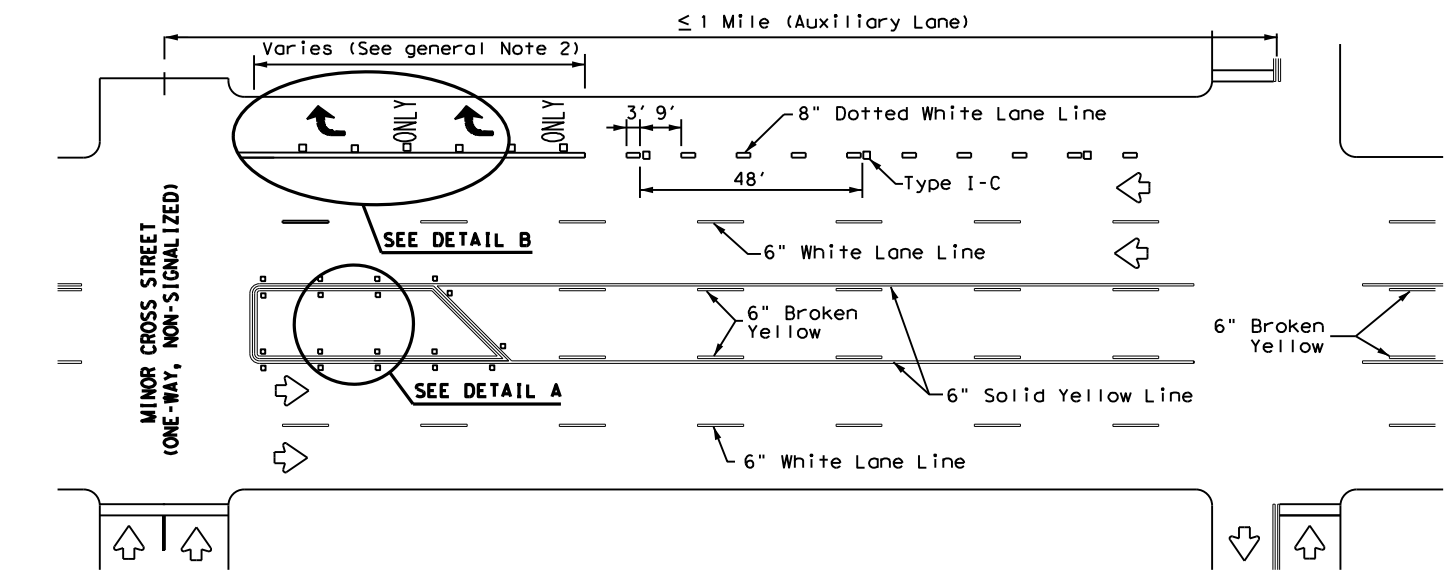 ≤ 1 Mile (Auxiliary Lane)
Varies (See general Note 2)
ONLY
ONLY
3' 9'
8" Dotted White Lane Line
48'
Type I-C
SEE DETAIL B
6" White Lane Line
MINOR CROSS STREET
(ONE-WAY, NON-SIGNALIZED)
6" Broken
Yellow
6" Broken
Yellow
SEE DETAIL A
6" Solid Yellow Line
6" White Lane Line